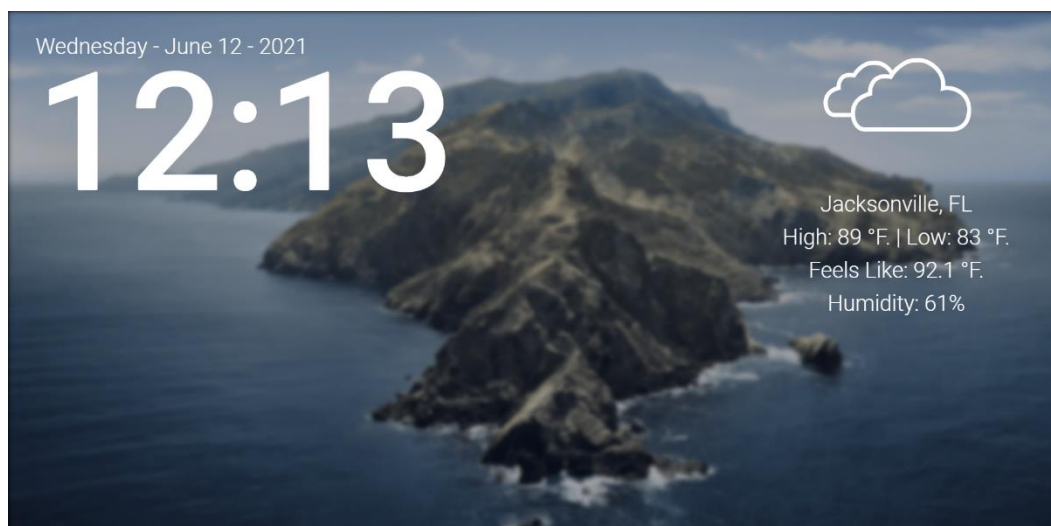 Wednesday - June 12 - 2021
12:13
Jacksonville, FL
High: 89 °F. | Low: 83 °F.
Feels Like: 92.1 °F.
Humidity: 61%